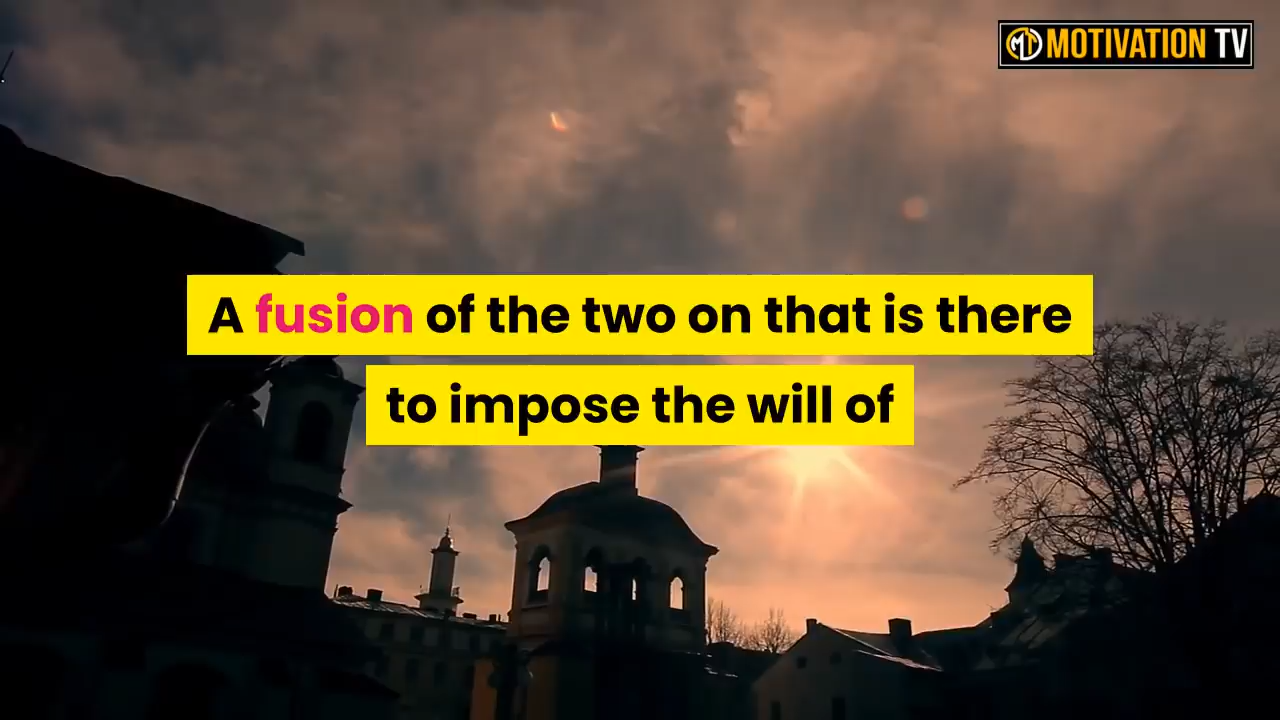 MOTIVATION TV
A fusion of the two on that is there
to impose the will of